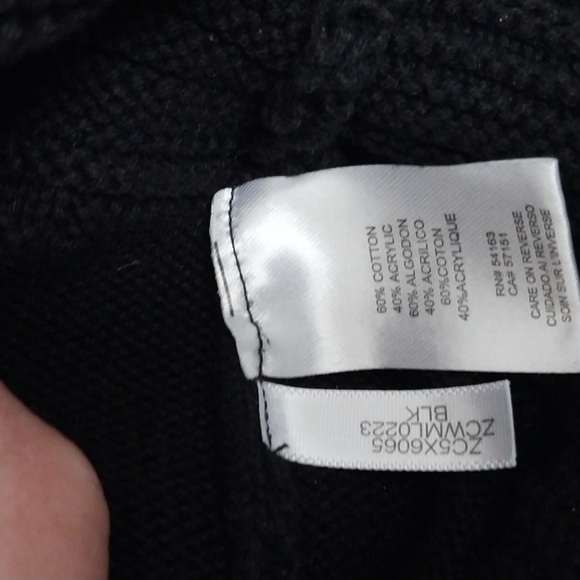 60% COTTON
40% ACRYLIC
60% ALGODON
40% ACRILICO
60%COTON
40%ACRYLIQUE
RN# 54163
CA# 57151
CARE ON REVERSE
CUIDADO AI REVERSO
SOIN SUR L'INVERSE
ZC5X6065
ZCWML0223
BLK